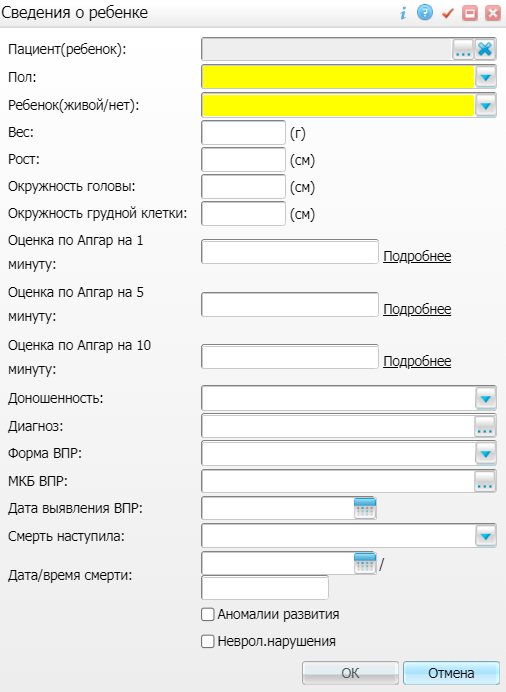 Сведения о ребенке
Пациент(ребенок):
Пол:
Ребенок(живой/нет):
Вес: (г)
Рост: (см)
Окружность головы: (см)
Окружность грудной клетки: (см)
Оценка по Апгар на 1
минуту:
Подробнее
Оценка по Апгар на 5
минуту:
Подробнее
Оценка по Апгар на 10
минуту:
Подробнее
Доношенность:
Диагноз:
Форма ВПР:
МКБ ВПР:
Дата выявления ВПР:
Смерть наступила:
Дата/время смерти: /
Аномалии развития
Неврол.нарушения
ОК Отмена